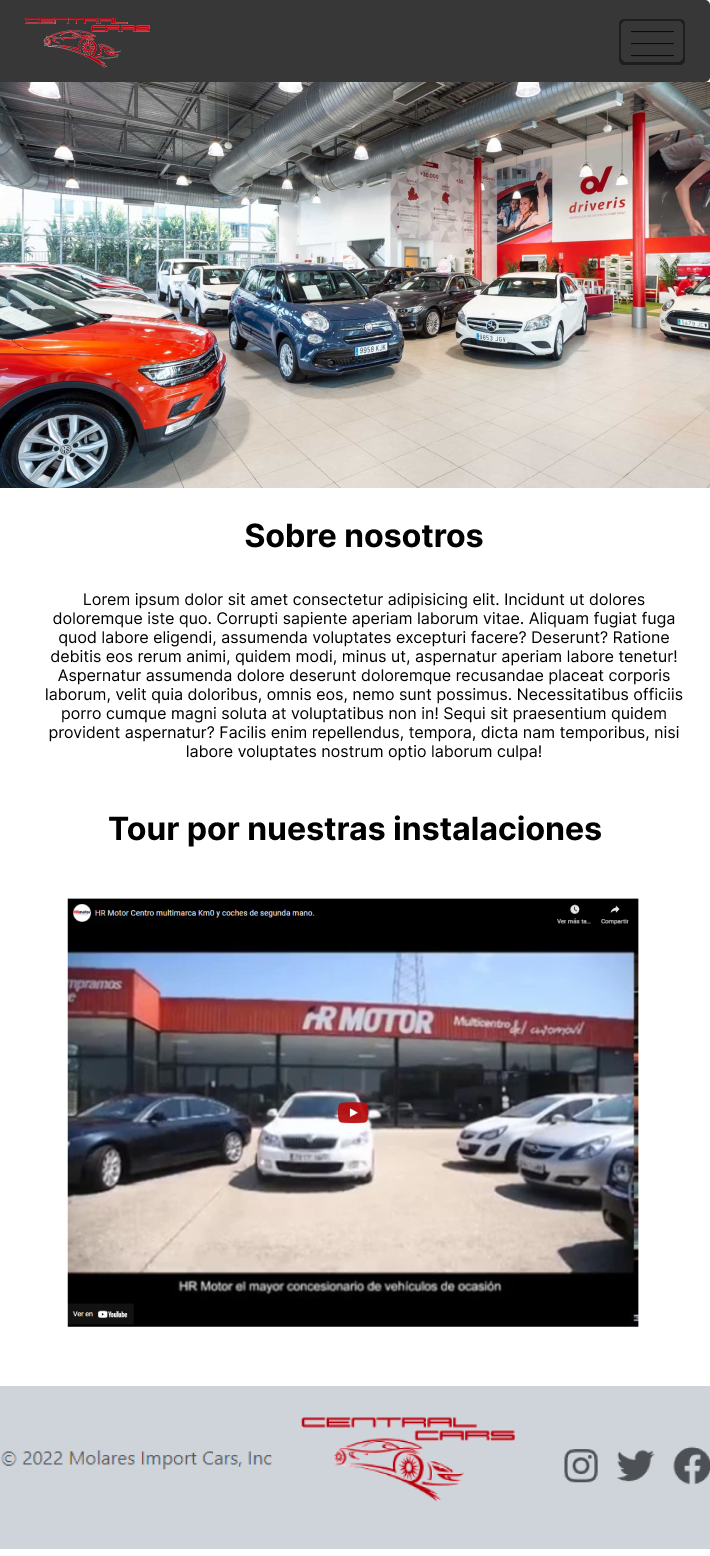 CENTRAL
CARS
+30.000
driveris
9958 KJK
9853 JGV
Sobre nosotros
Lorem ipsum dolor sit amet consectetur adipisicing elit. Incidunt ut dolores
doloremque iste quo. Corrupti sapiente aperiam laborum vitae. Aliquam fugiat fuga
quod labore eligendi, assumenda voluptates excepturi facere? Deserunt? Ratione
debitis eos rerum animi, quidem modi, minus ut, aspernatur aperiam labore tenetur!
Aspernatur assumenda dolore deserunt doloremque recusandae placeat corporis
laborum, velit quia doloribus, omnis eos, nemo sunt possimus. Necessitatibus officiis
porro cumque magni soluta at voluptatibus non in! Sequi sit praesentium quidem
provident aspernatur? Facilis enim repellendus, tempora, dicta nam temporibus, nisi
labore voluptates nostrum optio laborum culpa!
Tour por nuestras instalaciones
HR Motor Centro multimarca Km0 y coches de segunda mano.
Ver más ta...
Compartir
mpramos
HR MOTOR
Multicentro del automóvil
HR Motor el mayor concesionario de vehículos de ocasión
Ver en YouTube
© 2022 Molares Import Cars, Inc
CENTRAL
CARS